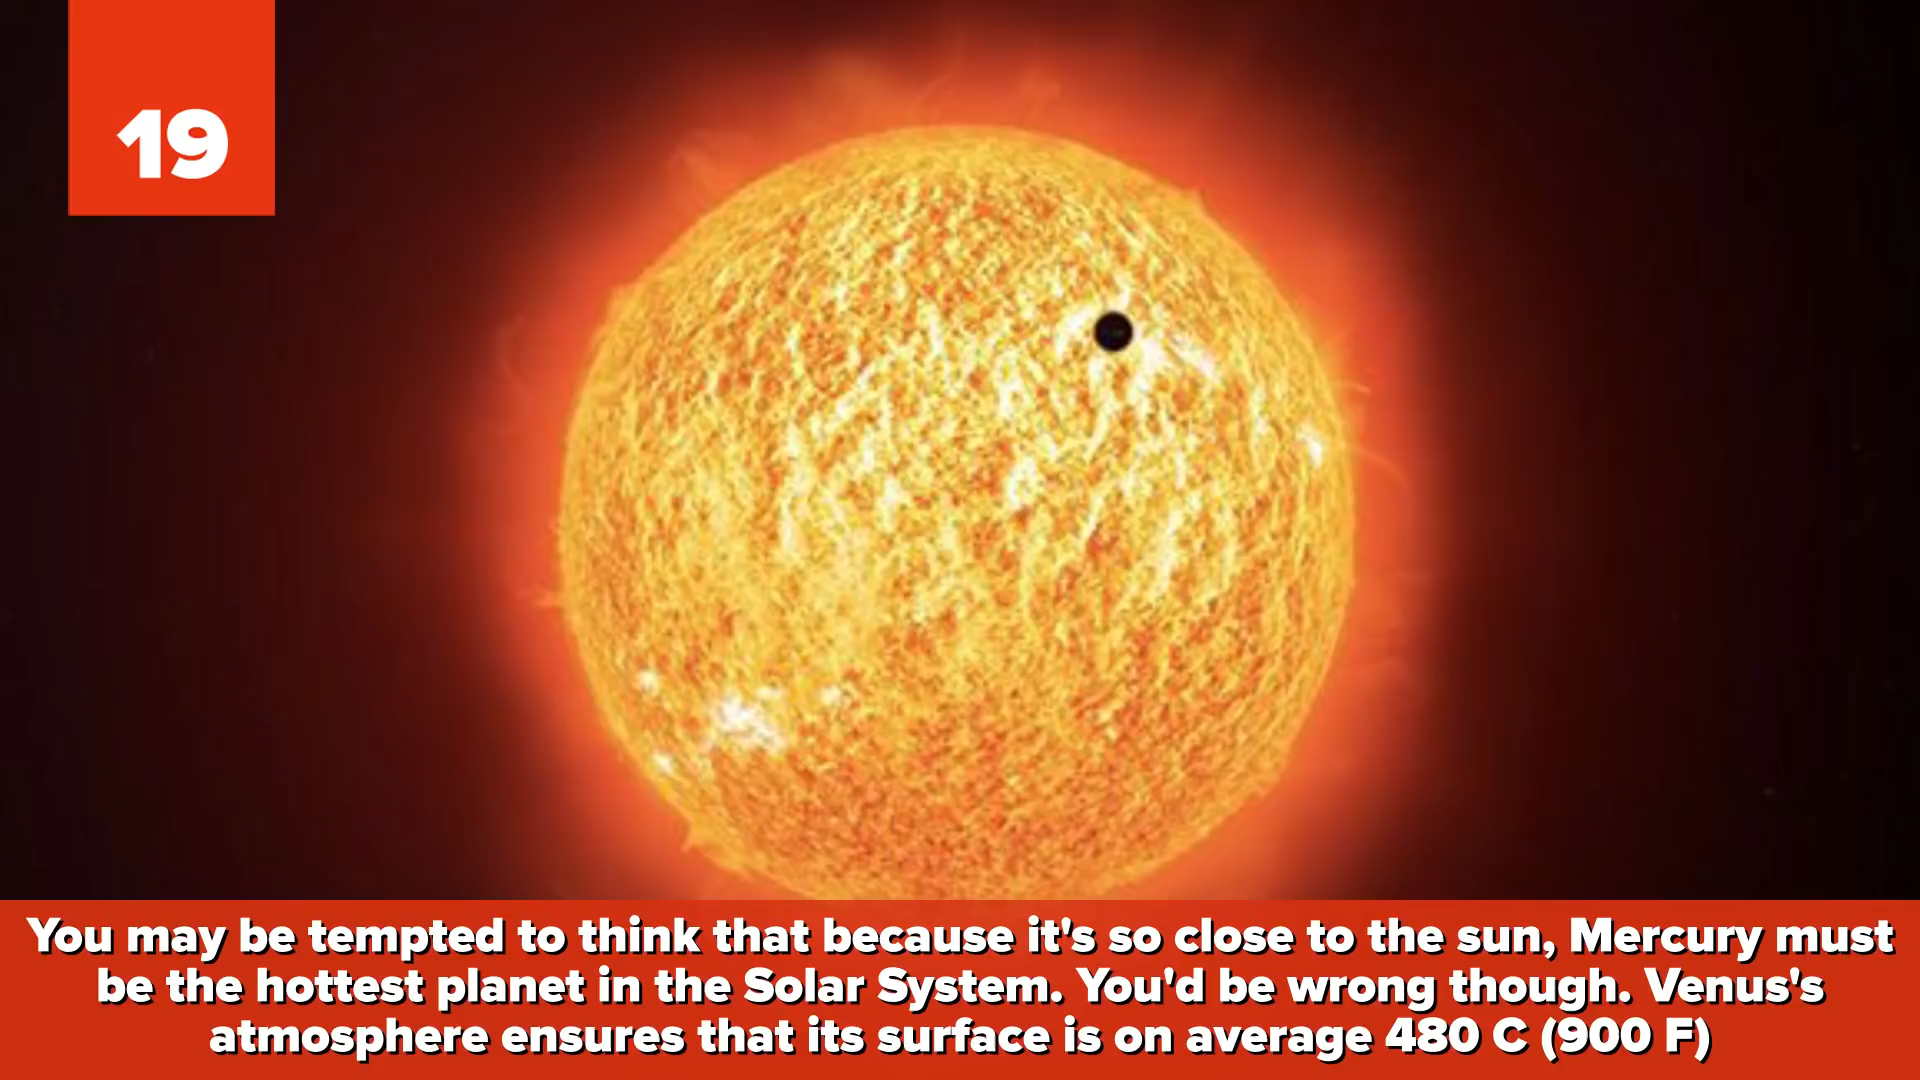 19
You may be tempted to think that because it's so close to the sun, Mercury must
be the hottest planet in the Solar System. You'd be wrong though. Venus's
atmosphere ensures that its surface is on average 480 C (900 F)